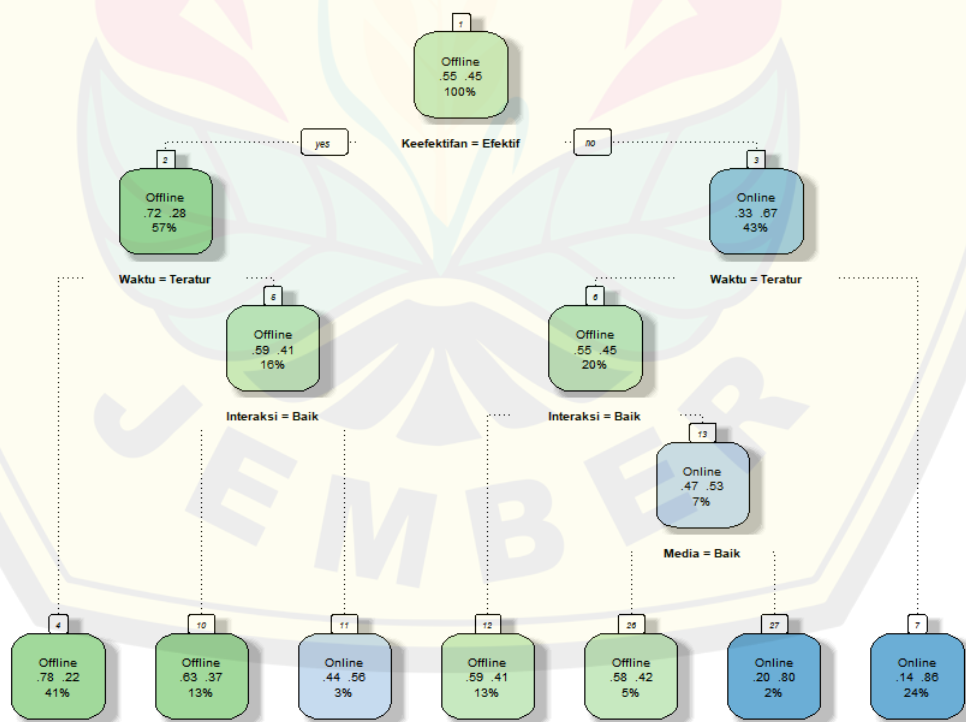 1
Offline
.55 .45
100%
yes
Keefektifan = Efektif
no
2
Offline
.72 .28
57%
3
Online
.33 .67
43%
Waktu = Teratur
Waktu = Teratur
5
Offline
.59 .41
16%
6
Offline
.55 .45
20%
Interaksi = Baik
Interaksi = Baik
13
Online
.47 .53
7%
Media = Baik
4
Offline
.78 .22
41%
10
Offline
.63 .37
13%
11
Online
.44 .56
3%
12
Offline
.59 .41
13%
26
Offline
.58 .42
5%
27
Online
.20 .80
2%
7
Online
.14 .86
24%
JEMBER